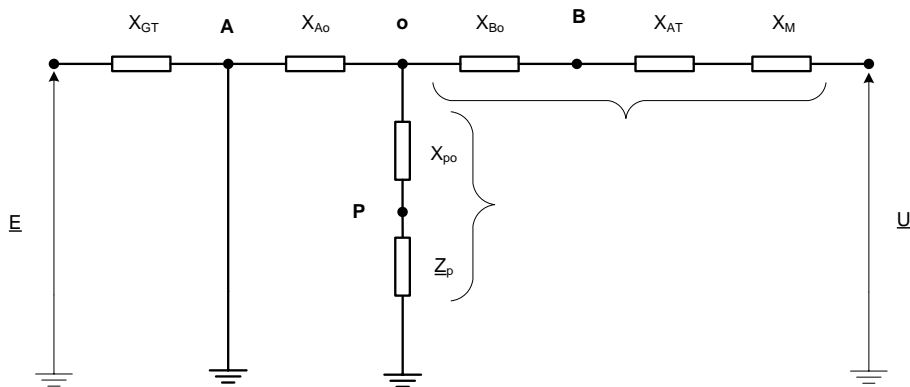 X_GT A X_Ao o X_Bo B X_AT X_M
X_po
P
E U
Z_p